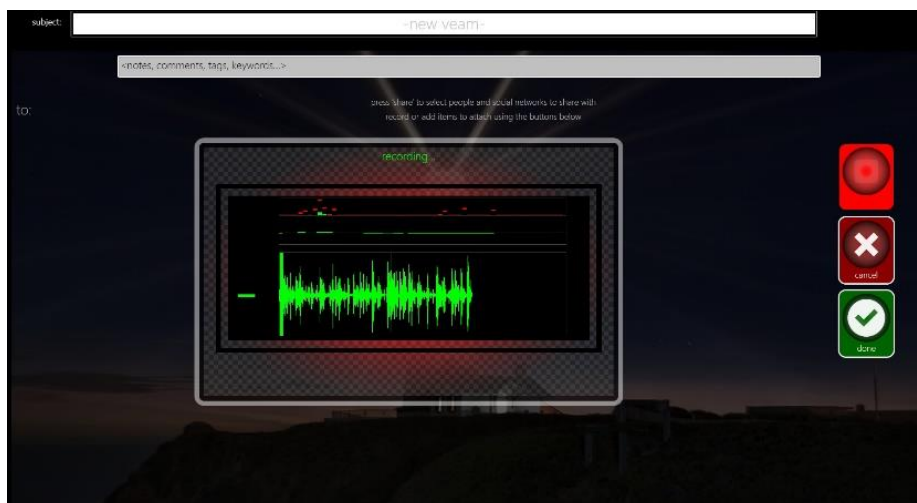 subject:
-new veam-
<notes, comments, tags, keywords...>
to:
press 'share' to select people and social networks to share with
record or add items to attach using the buttons below
recording...
cancel
done